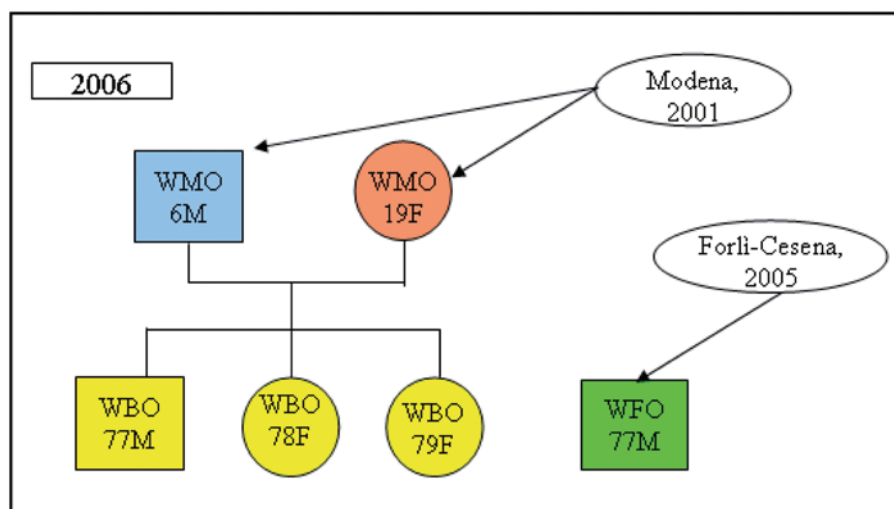 2006
Modena,
2001
WMO
6M
WMO
19F
Forlì-Cesena,
2005
WBO
77M
WBO
78F
WBO
79F
WFO
77M